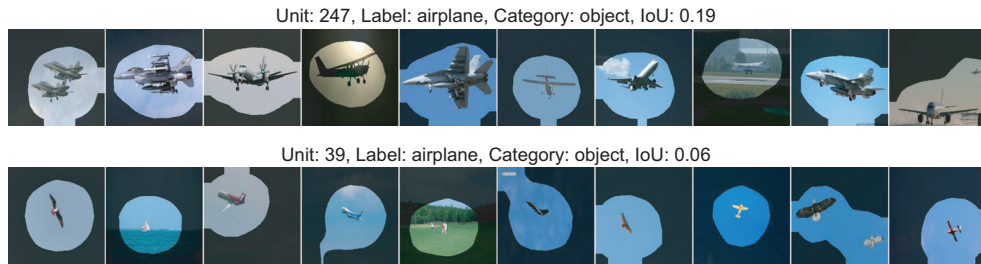 Unit: 247, Label: airplane, Category: object, IoU: 0.19
Unit: 39, Label: airplane, Category: object, IoU: 0.06